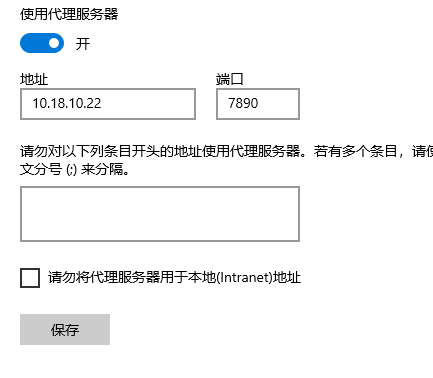 使用代理服务器
开
地址 端口
10.18.10.22 7890
请勿对以下列条目开头的地址使用代理服务器。若有多个条目，请使
文分号 (;) 来分隔。
请勿将代理服务器用于本地(Intranet)地址
保存